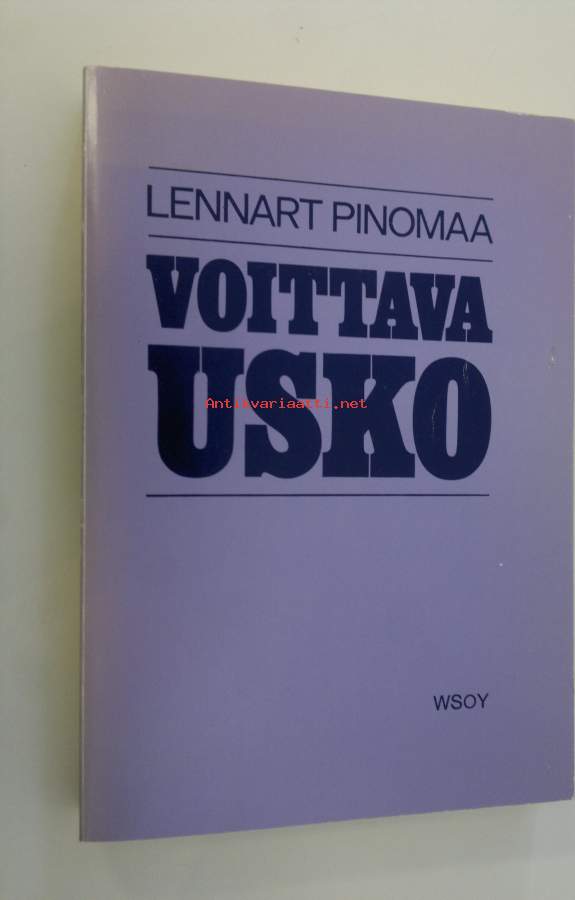 LENNART PINOMAA
VOITTAVA
USKO
Antikvariaatti.net
WSOY